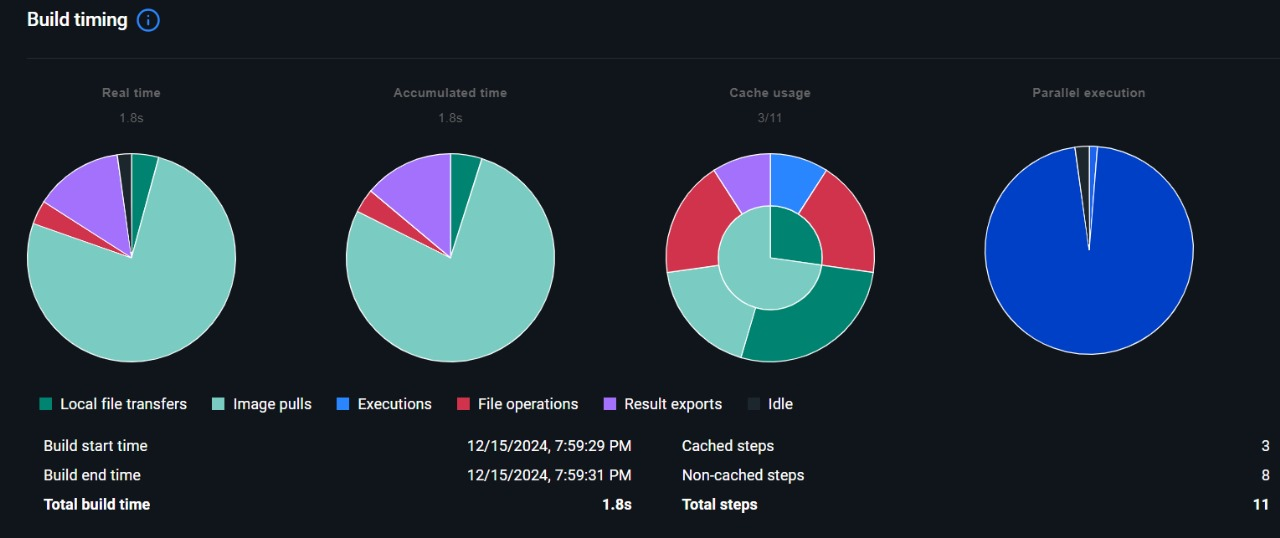 Build timing
Real time Accumulated time Cache usage Parallel execution
1.8s 1.8s 3/11
Local file transfers Image pulls Executions File operations Result exports Idle
Build start time 12/15/2024, 7:59:29 PM Cached steps 3
Build end time 12/15/2024, 7:59:31 PM Non-cached steps 8
Total build time 1.8s Total steps 11